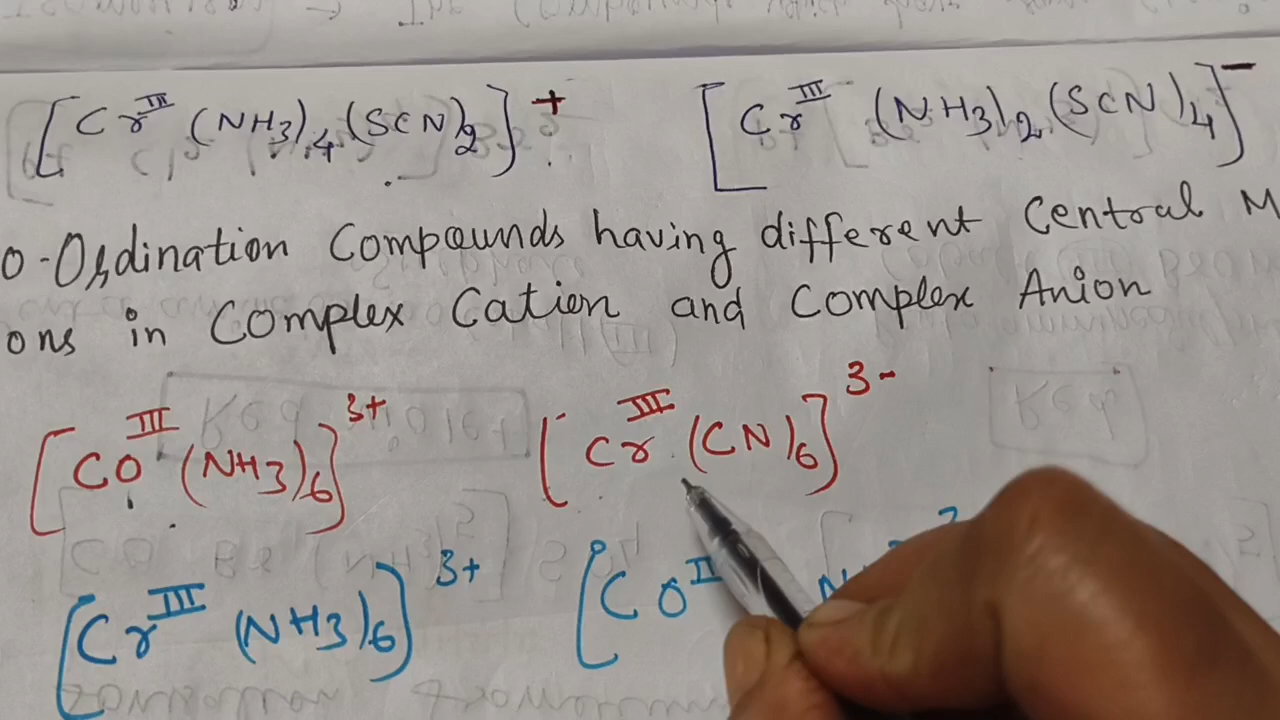 [Cr^III (NH3)4 (SCN)2]^+ [Cr^III (NH3)2 (SCN)4]^-
o-Ordination Compounds having different Central M
ons in Complex Cation and Complex Anion
[CO^III (NH3)6]^3+ [Cr^III (CN)6]^3-
[Cr^III (NH3)6]^3+ [CO^II